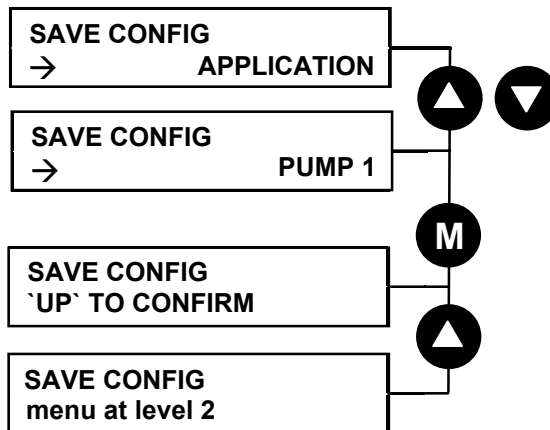 SAVE CONFIG
→ APPLICATION
SAVE CONFIG
→ PUMP 1
M
SAVE CONFIG
`UP` TO CONFIRM
SAVE CONFIG
menu at level 2